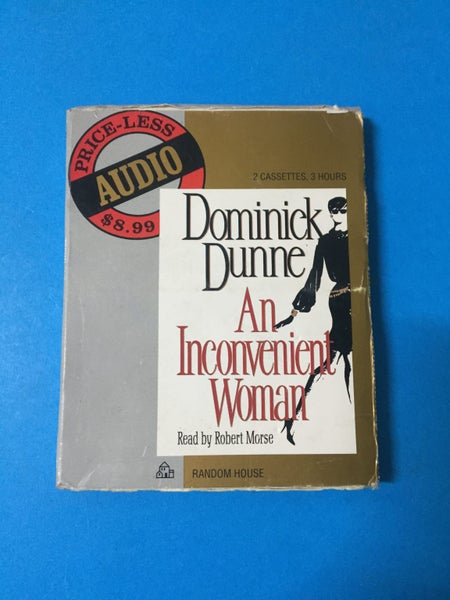 PRICE-LESS
AUDIO
$8.99
2 CASSETTES, 3 HOURS
Dominick
Dunne
An
Inconvenient
Woman
Read by Robert Morse
RANDOM HOUSE